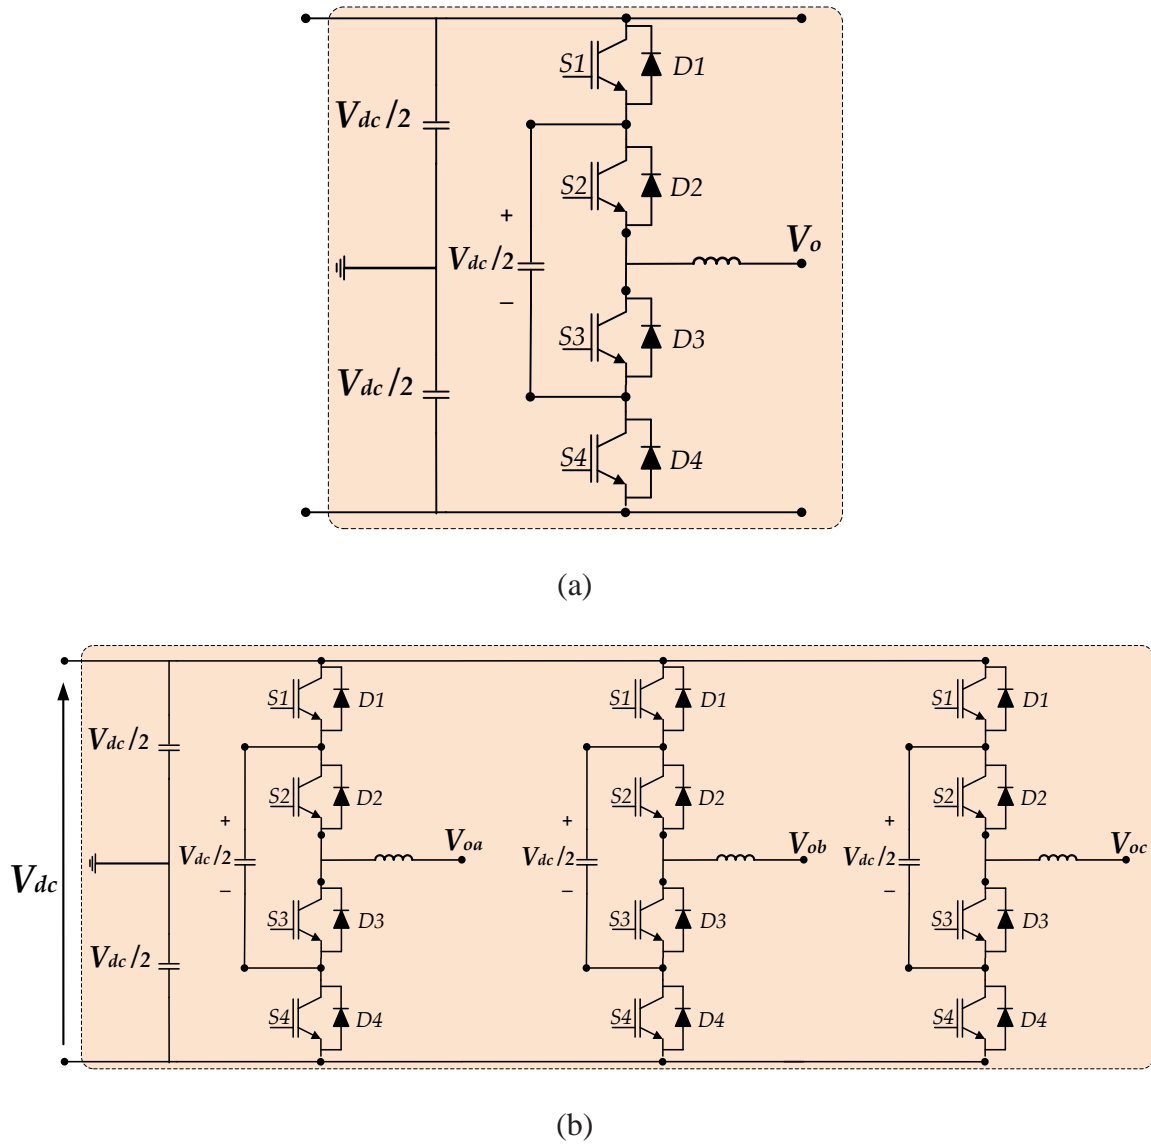 S1 D1
Vdc/2
S2 D2
+
Vo
Vdc/2
−
S3 D3
Vdc/2
S4 D4
(a)
S1 D1 S1 D1 S1 D1
Vdc/2
S2 D2 S2 D2 S2 D2
+ + +
Voa Vob Voc
Vdc/2 Vdc/2 Vdc/2
Vdc
− − −
S3 D3 S3 D3 S3 D3
Vdc/2
S4 D4 S4 D4 S4 D4
(b)